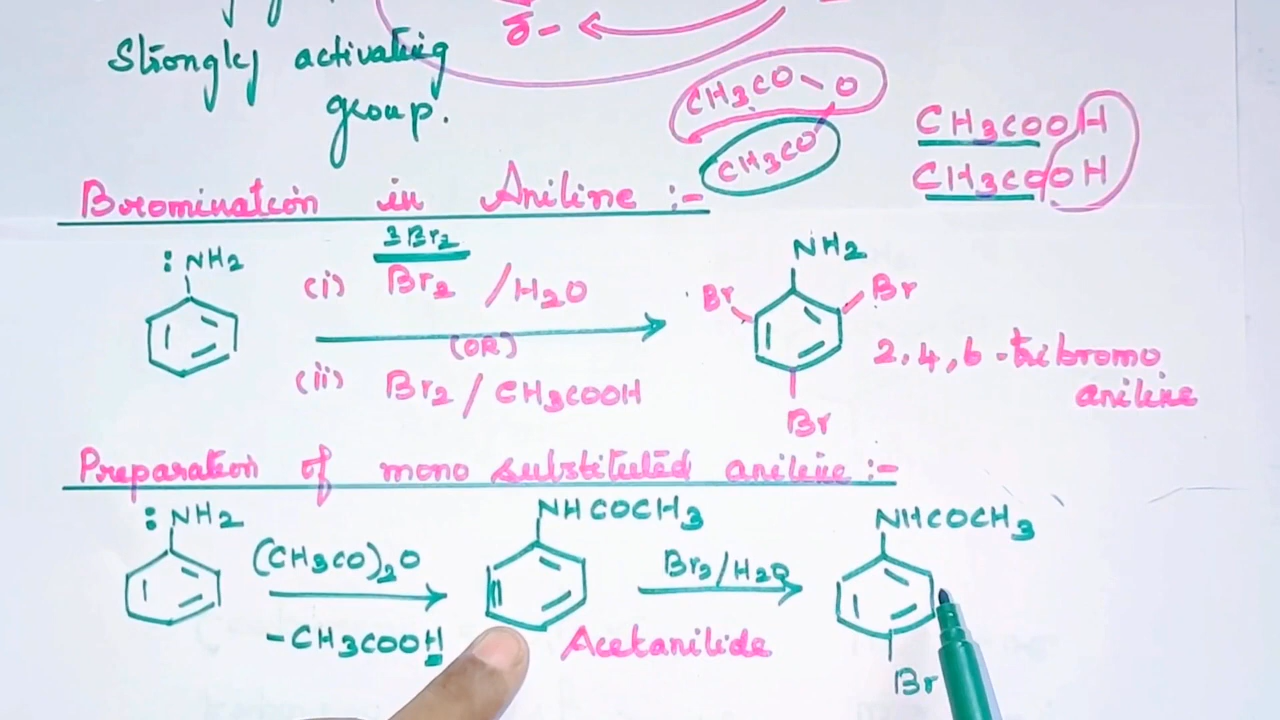 δ-
Strongly activating
group.
CH3CO O
CH3CO
CH3COOH
CH3COOH
Bromination in Aniline :-
:NH2
3Br2
(i) Br2 /H2O
(OR)
(ii) Br2 / CH3COOH
NH2
Br Br
Br
2,4,6-tribromo
aniline
Preparation of mono substituted aniline :-
:NH2
(CH3CO)2O
-CH3COOH
NHCOCH3
Acetanilide
Br2/H2O
NHCOCH3
Br